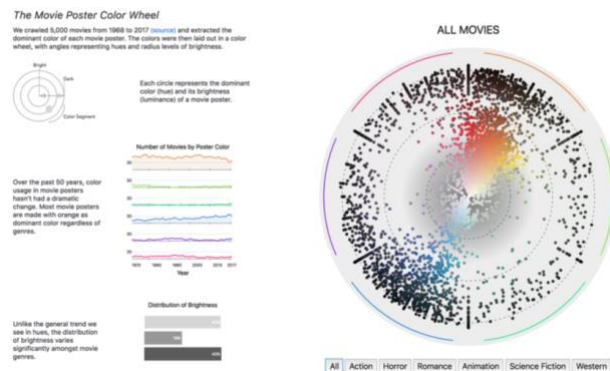 The Movie Poster Color Wheel
We crawled 5,000 movies from 1968 to 2017 (source) and extracted the
dominant color of each movie poster. The colors were then laid out in a color
wheel, with angles representing hues and radius levels of brightness.
Bright
Dark
Color Segment
Each circle represents the dominant
color (hue) and its brightness
(luminance) of a movie poster.
Number of Movies by Poster Color
Over the past 50 years, color
usage in movie posters
hasn't had a dramatic
change. Most movie posters
are made with orange as
dominant color regardless of
genres.
Year
Distribution of Brightness
Unlike the general trend we
see in hues, the distribution
of brightness varies
significantly amongst movie
genres.
ALL MOVIES
All Action Horror Romance Animation Science Fiction Western